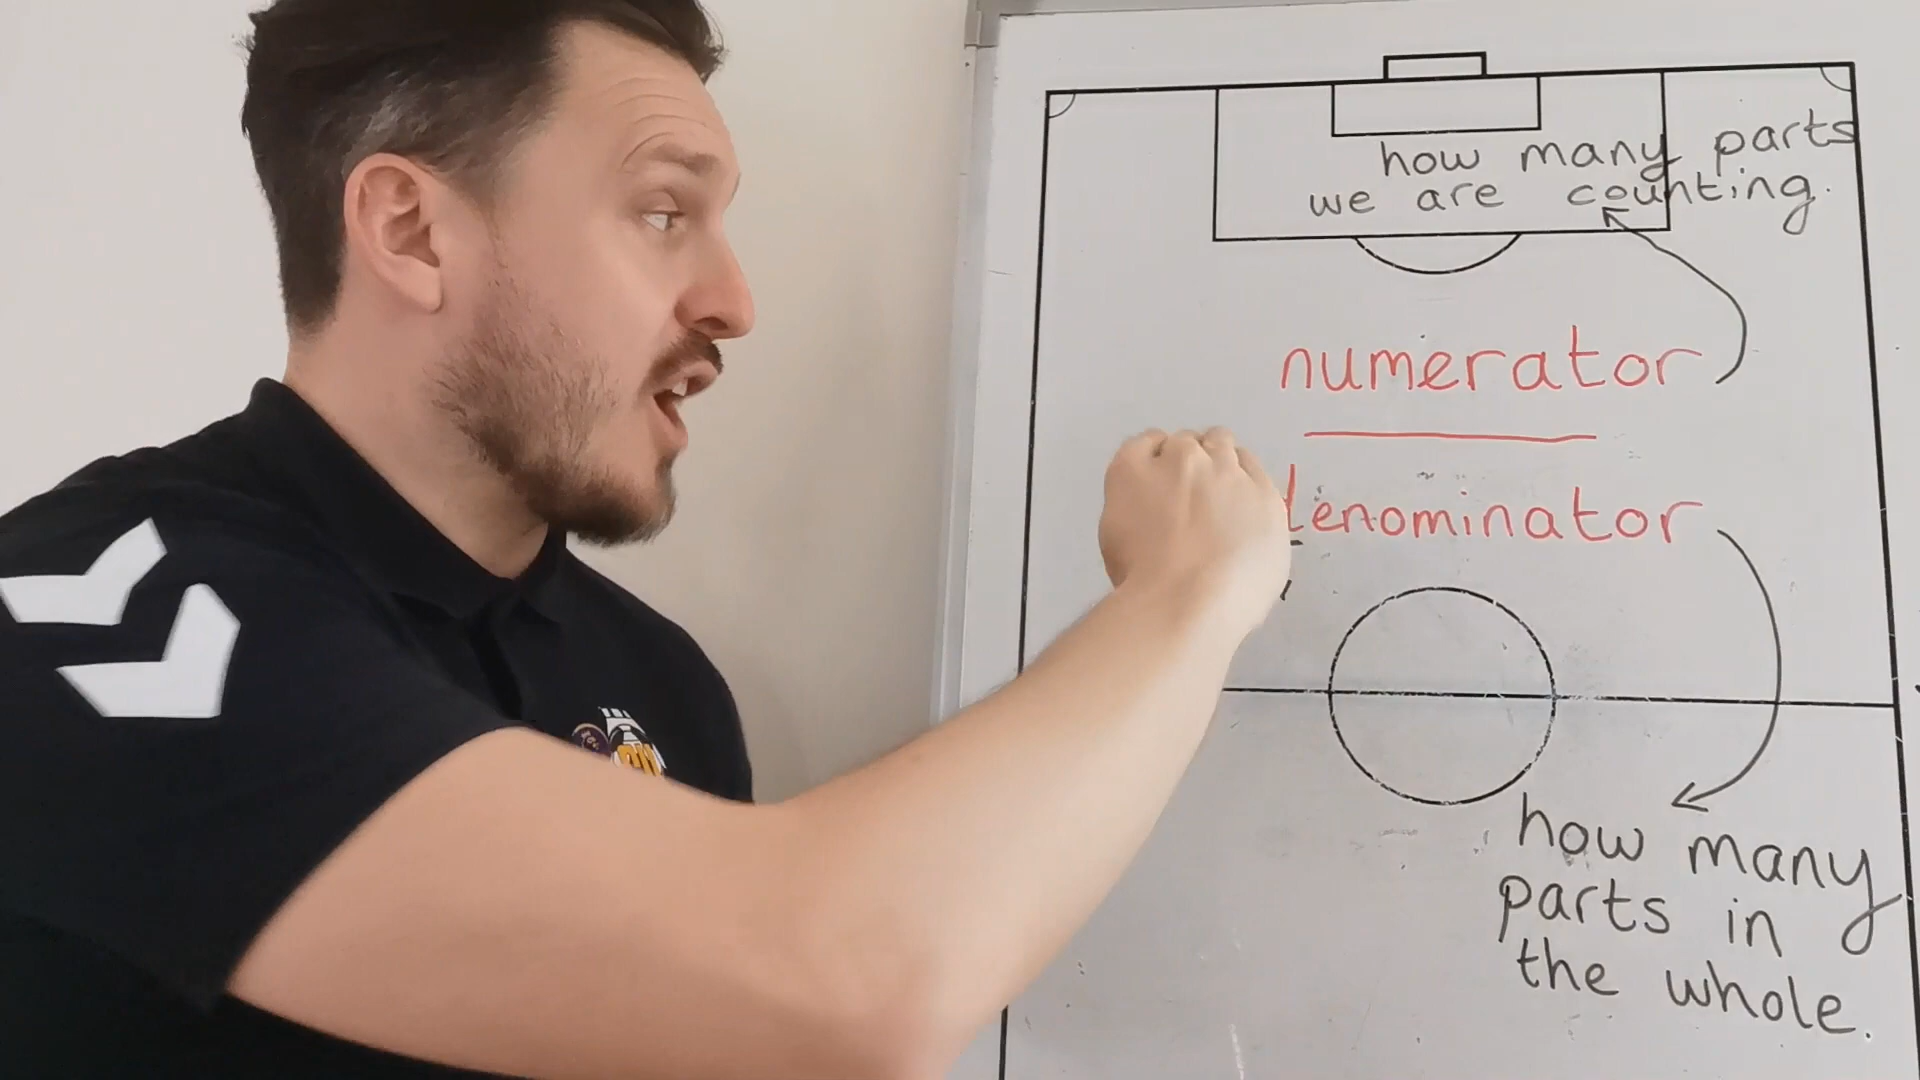 how many parts
we are counting.
numerator
denominator
how many
parts in
the whole.